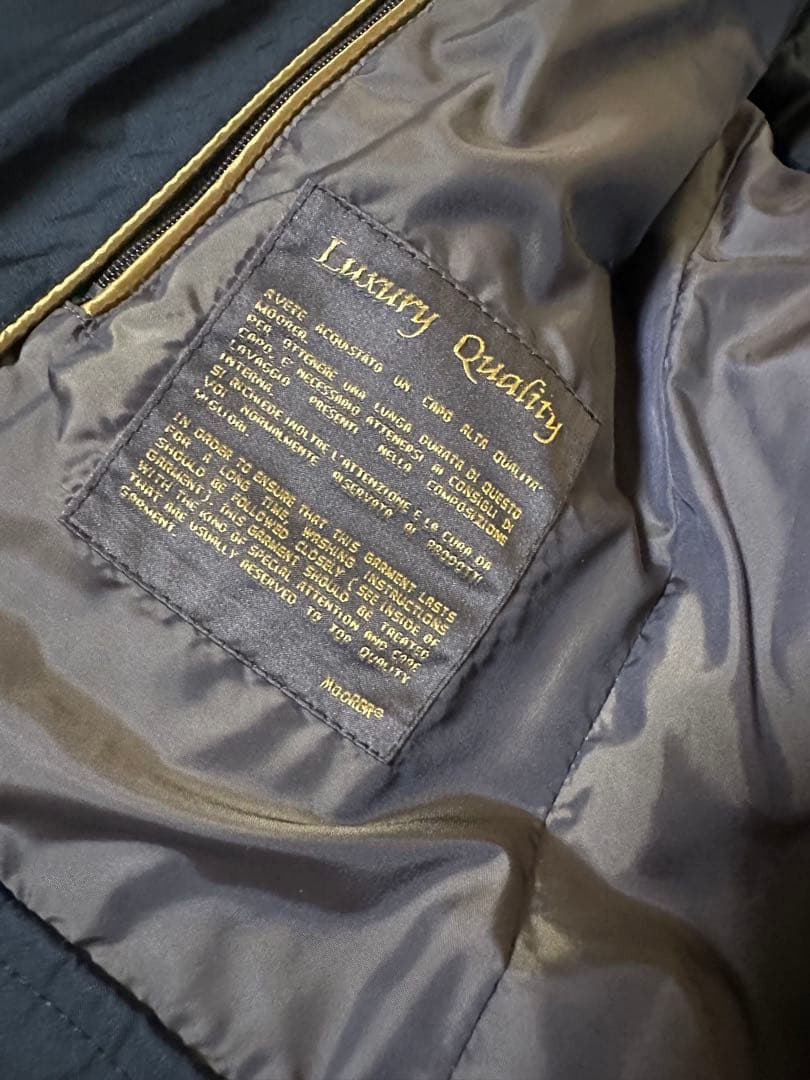 Luxury Quality
AVETE ACQUISTATO UN CAPO ALTA QUALITA'
MOOREA
PER OTTENERE UNA LUNGA DURATA DI QUESTO
CAPO, E' NECESSARIO ATTENERSI AI CONSIGLI DI
LAVAGGIO PRESENTI NELLA COMPOSIZIONE
INTERNA.
SI RICHIEDE INOLTRE L'ATTENZIONE E LA CURA DA
VOI NORMALMENTE RISERVATO AI PRODOTTI
MIGLIORI.
IN ORDER TO ENSURE THAT THIS GARMENT LASTS
FOR A LONG TIME, WASHING INSTRUCTIONS
SHOULD BE FOLLOWED CLOSELY (SEE INSIDE OF
GARMENT). THIS GARMENT SHOULD BE TREATED
WITH THE KIND OF SPECIAL ATTENTION AND CARE
THAT ARE USUALLY RESERVED TO TOP QUALITY
GARMENT.